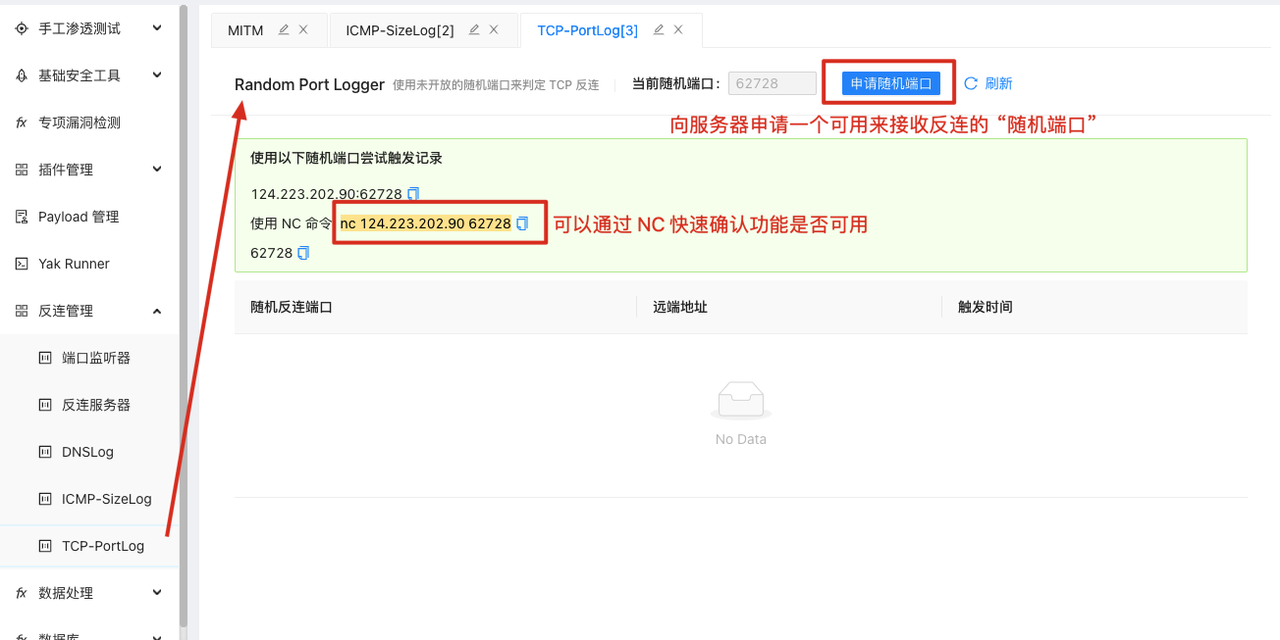 手工渗透测试
基础安全工具
fx 专项漏洞检测
插件管理
Payload 管理
Yak Runner
反连管理
端口监听器
反连服务器
DNSLog
ICMP-SizeLog
TCP-PortLog
fx 数据处理
fx 数据库
MITM
ICMP-SizeLog[2]
TCP-PortLog[3]
Random Port Logger 使用未开放的随机端口来判定 TCP 反连
当前随机端口： 62728
申请随机端口
刷新
向服务器申请一个可用来接收反连的“随机端口”
使用以下随机端口尝试触发记录
124.223.202.90:62728
使用 NC 命令 nc 124.223.202.90 62728
可以通过 NC 快速确认功能是否可用
62728
随机反连端口
远端地址
触发时间
No Data